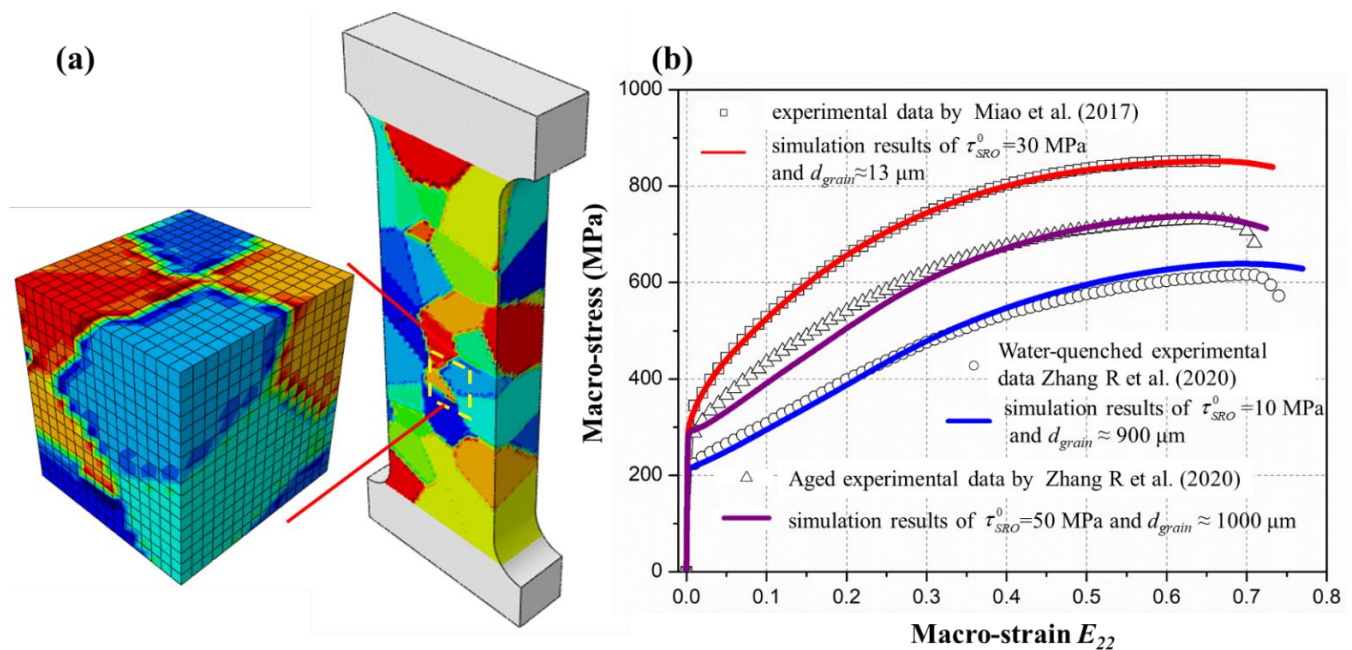 (a)
(b)
Macro-stress (MPa)
1000
800
600
400
200
0
experimental data by Miao et al. (2017)
simulation results of τ⁰SRO=30 MPa
and dgrain≈13 μm
Water-quenched experimental
data Zhang R et al. (2020)
simulation results of τ⁰SRO=10 MPa
and dgrain ≈ 900 μm
Aged experimental data by Zhang R et al. (2020)
simulation results of τ⁰SRO=50 MPa and dgrain ≈ 1000 μm
0.0 0.1 0.2 0.3 0.4 0.5 0.6 0.7 0.8
Macro-strain E22